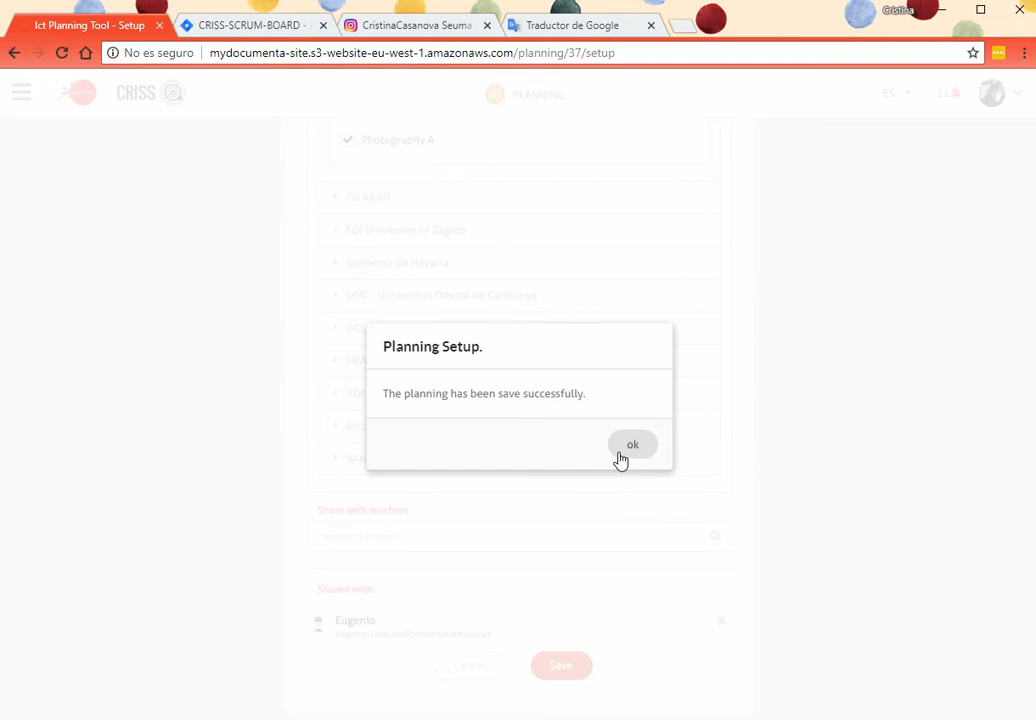 Cristina
Ict Planning Tool - Setup
CRISS-SCRUM-BOARD -
CristinaCasanova Seuma
Traductor de Google
No es seguro
mydocumenta-site.s3-website-eu-west-1.amazonaws.com/planning/37/setup
CRISS
PLANNING
ES
11
Photography A
ISJ ARAD
FOI University of Zagreb
Gobierno de Navarra
UOC - Universitat Oberta de Catalunya
Planning Setup.
The planning has been save successfully.
ok
Share with teachers
Shared with:
Eugenio
Save